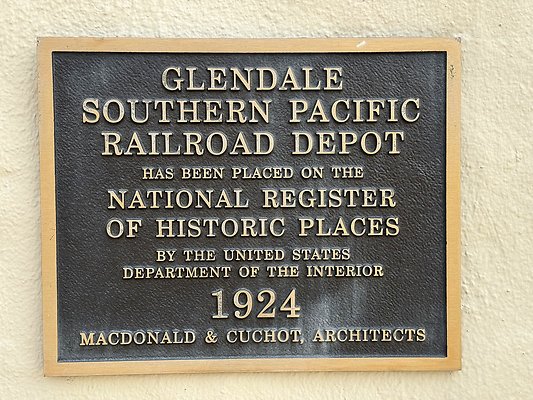 GLENDALE
SOUTHERN PACIFIC
RAILROAD DEPOT
HAS BEEN PLACED ON THE
NATIONAL REGISTER
OF HISTORIC PLACES
BY THE UNITED STATES
DEPARTMENT OF THE INTERIOR
1924
MACDONALD & CUCHOT, ARCHITECTS